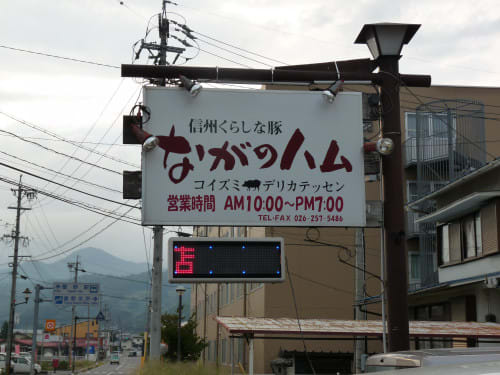 信州くらしな豚
ながのハム
コイズミ デリカテッセン
営業時間 AM10:00〜PM7:00
TEL・FAX 026-257-5486